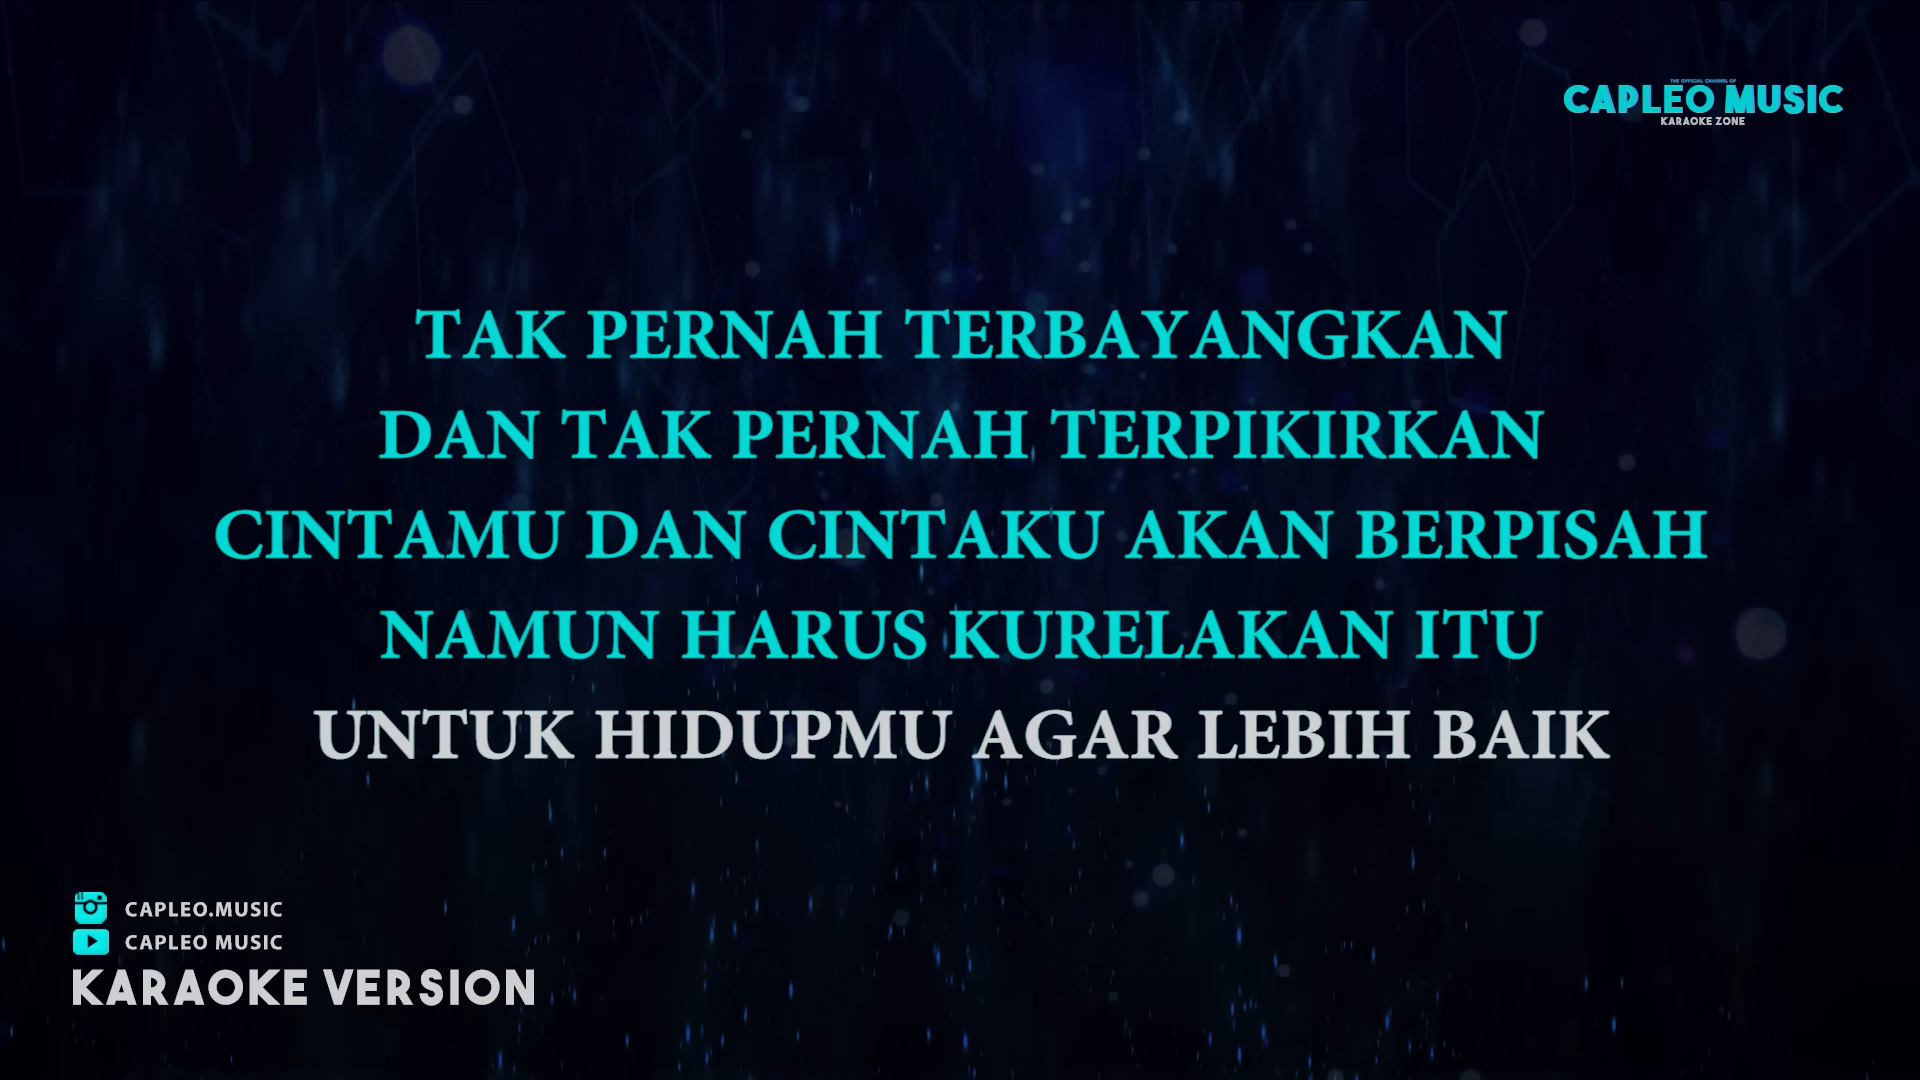 THE OFFICIAL CHANNEL OF
CAPLEO MUSIC
KARAOKE ZONE
TAK PERNAH TERBAYANGKAN
DAN TAK PERNAH TERPIKIRKAN
CINTAMU DAN CINTAKU AKAN BERPISAH
NAMUN HARUS KURELAKAN ITU
UNTUK HIDUPMU AGAR LEBIH BAIK
CAPLEO.MUSIC
CAPLEO MUSIC
KARAOKE VERSION